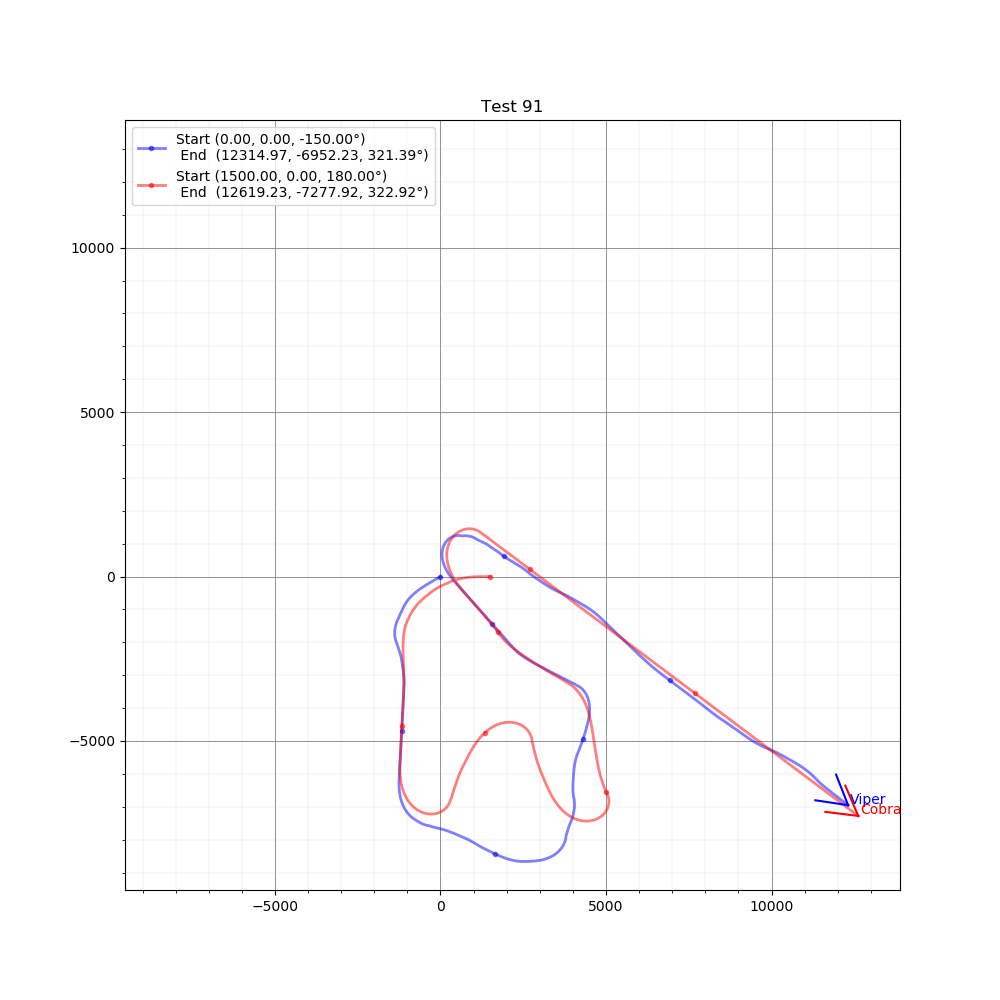 Test 91
Start (0.00, 0.00, -150.00°)
End  (12314.97, -6952.23, 321.39°)
Start (1500.00, 0.00, 180.00°)
End  (12619.23, -7277.92, 322.92°)
10000
5000
0
−5000
Viper
Cobra
−5000
0
5000
10000